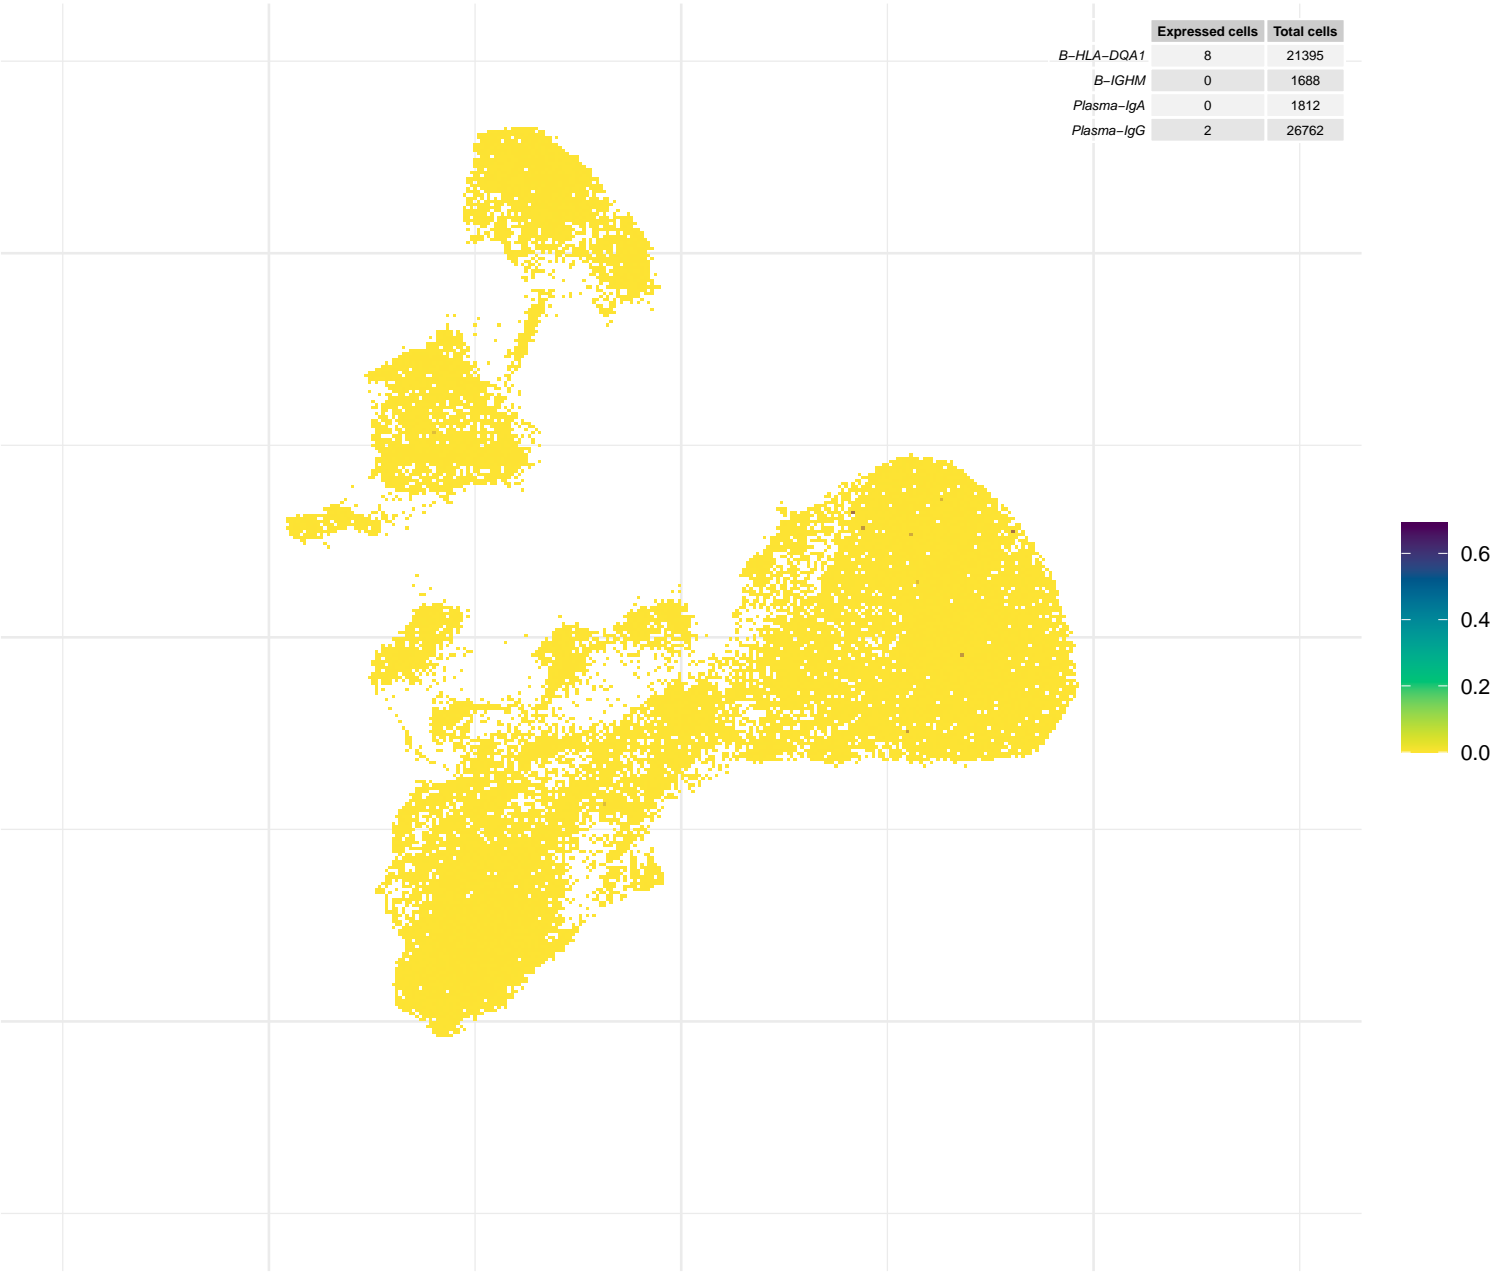 Expressed cells Total cells
B−HLA−DQA1 8 21395
B−IGHM 0 1688
Plasma−IgA 0 1812
Plasma−IgG 2 26762
0.6
0.4
0.2
0.0